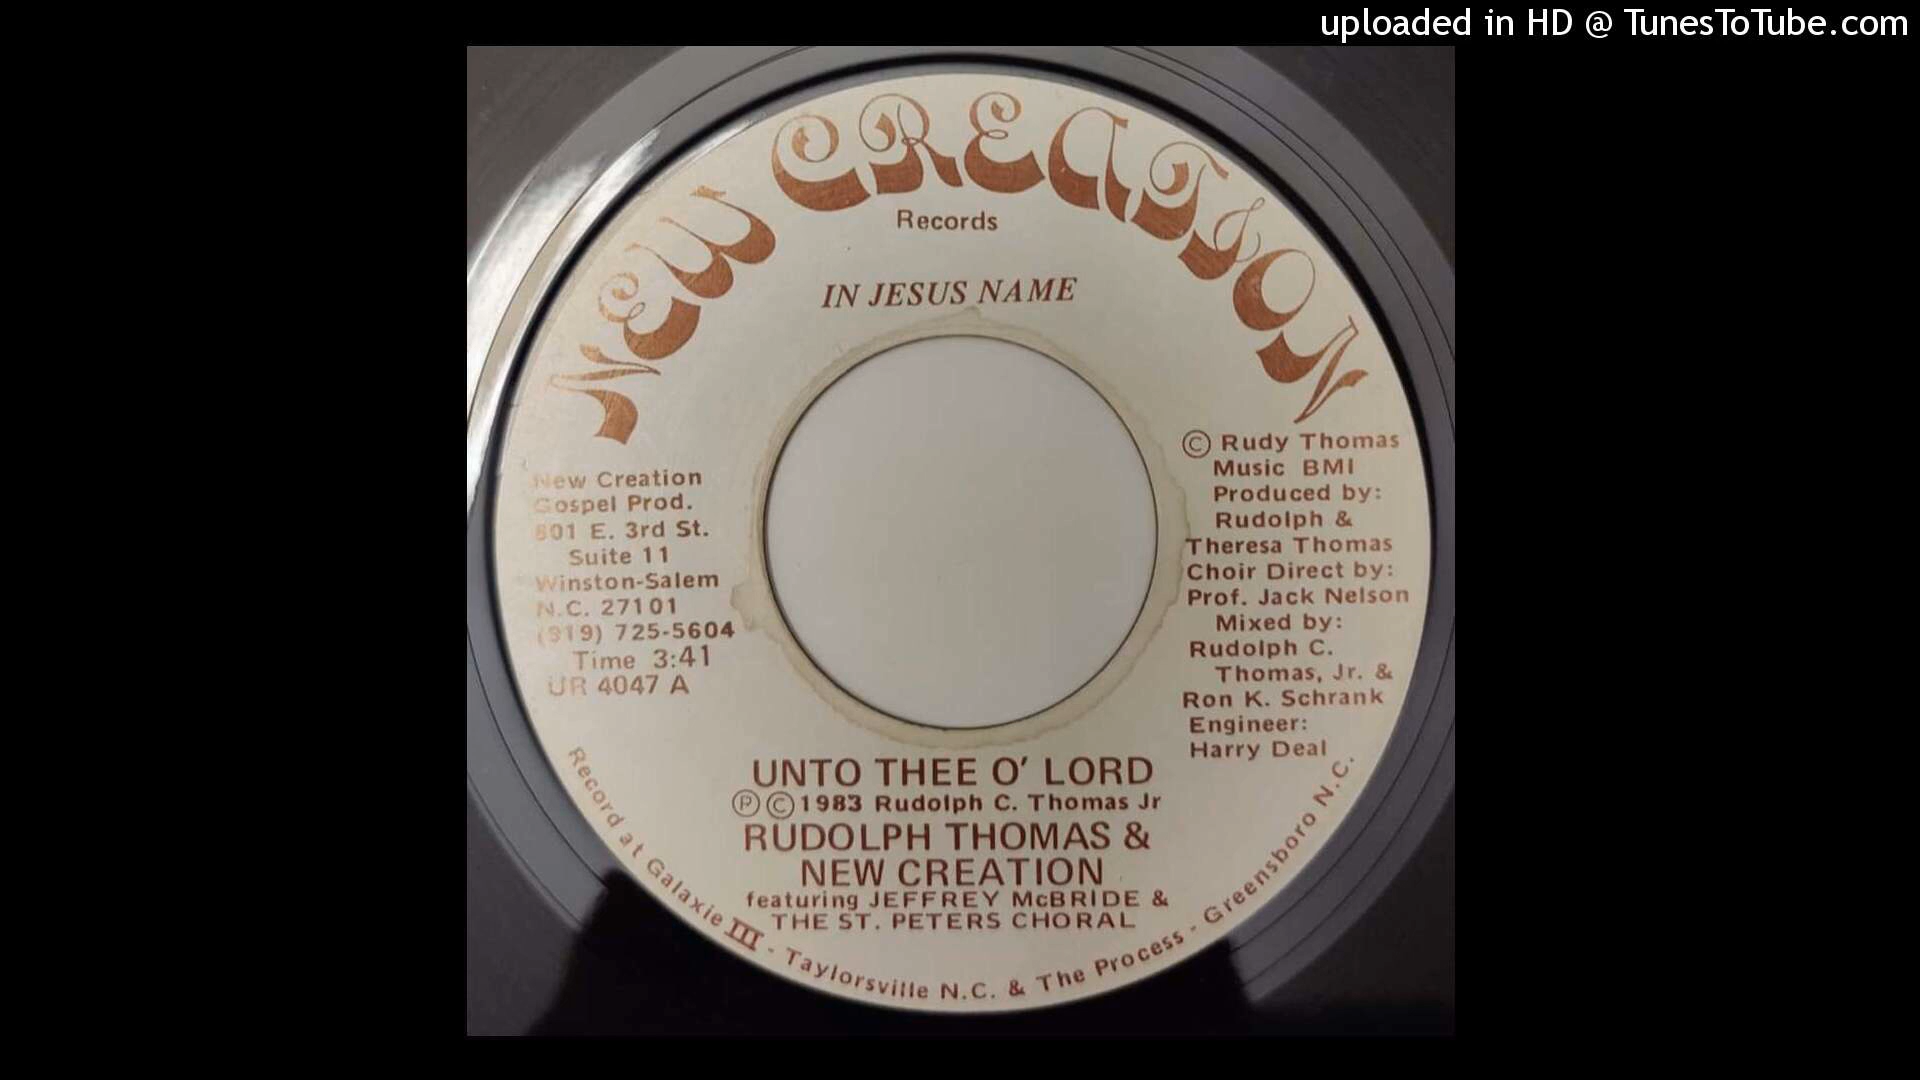 uploaded in HD @ TunesToTube.com
NEW CREATION
Records
IN JESUS NAME
New Creation
Gospel Prod.
801 E. 3rd St.
Suite 11
Winston-Salem
N.C. 27101
(919) 725-5604
Time 3:41
UR 4047 A
© Rudy Thomas
Music BMI
Produced by:
Rudolph &
Theresa Thomas
Choir Direct by:
Prof. Jack Nelson
Mixed by:
Rudolph C.
Thomas, Jr. &
Ron K. Schrank
Engineer:
Harry Deal
UNTO THEE O' LORD
℗©1983 Rudolph C. Thomas Jr
RUDOLPH THOMAS &
NEW CREATION
featuring JEFFREY McBRIDE &
THE ST. PETERS CHORAL
Record at Galaxie III - Taylorsville N.C. & The Process - Greensboro N.C.